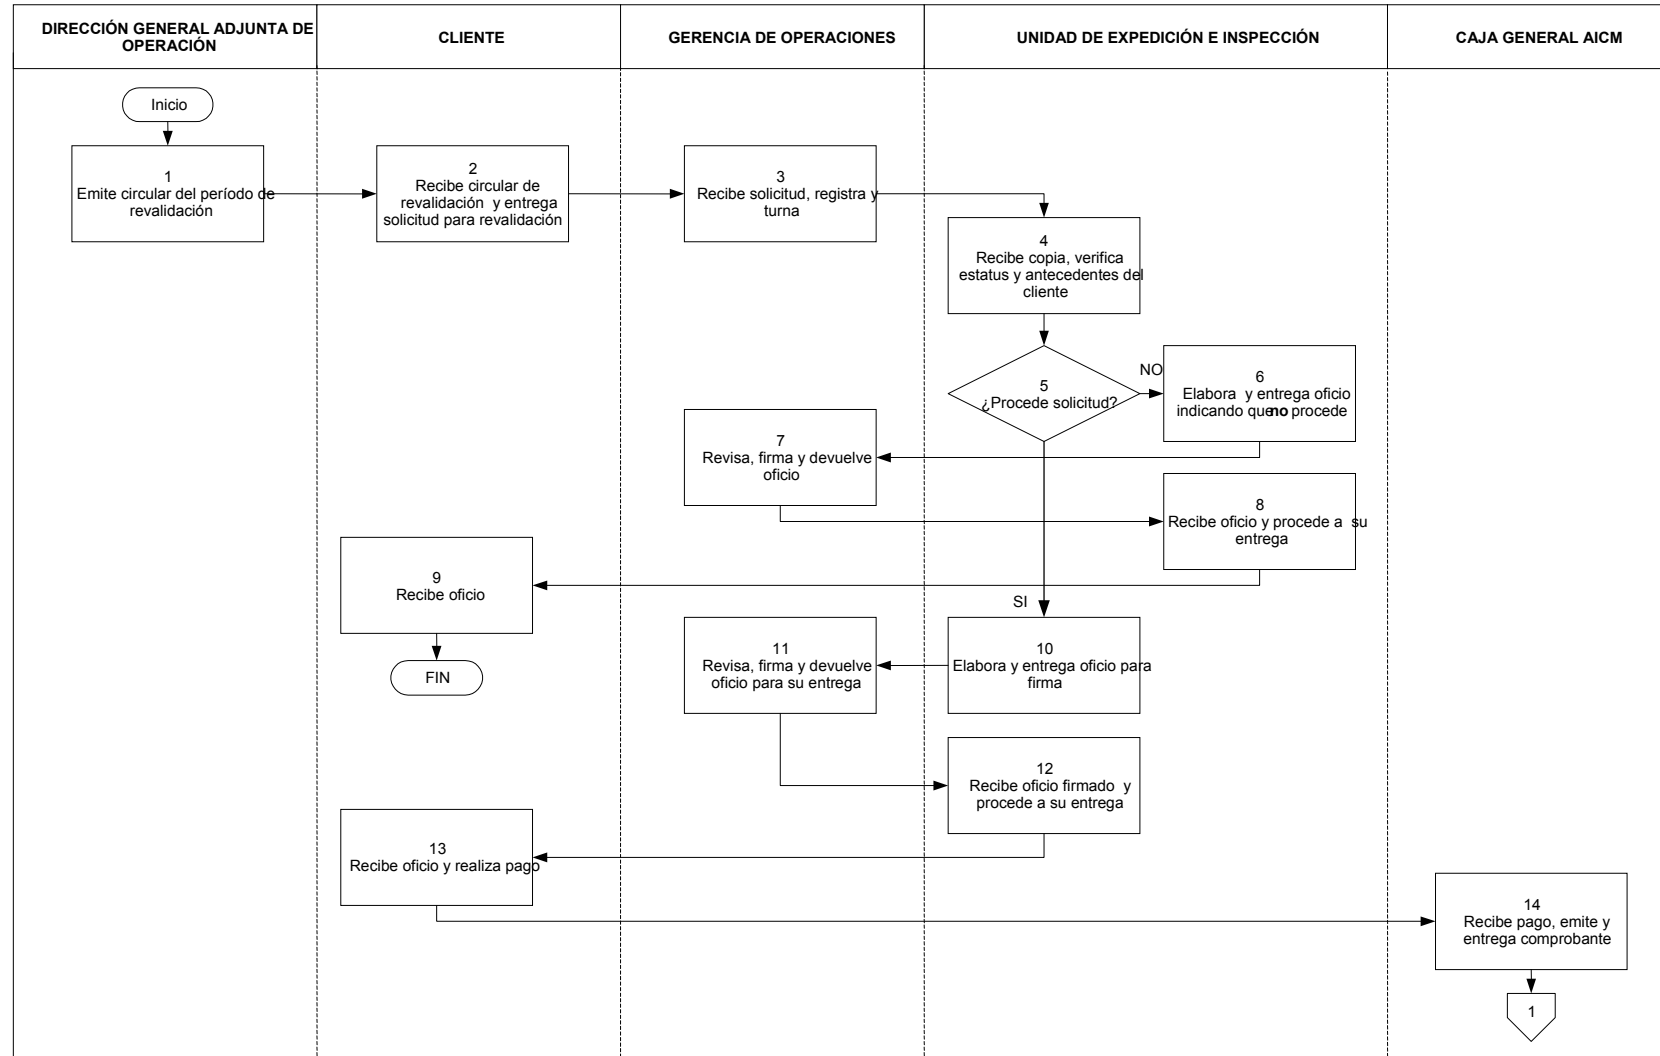 DIRECCIÓN GENERAL ADJUNTA DE
OPERACIÓN
CLIENTE
GERENCIA DE OPERACIONES
UNIDAD DE EXPEDICIÓN E INSPECCIÓN
CAJA GENERAL AICM
Inicio
1
Emite circular del período de
revalidación
2
Recibe circular de
revalidación y entrega
solicitud para revalidación
3
Recibe solicitud, registra y
turna
4
Recibe copia, verifica
estatus y antecedentes del
cliente
5
¿Procede solicitud?
NO
6
Elabora y entrega oficio
indicando que no procede
7
Revisa, firma y devuelve
oficio
8
Recibe oficio y procede a su
entrega
9
Recibe oficio
FIN
SI
10
Elabora y entrega oficio para
firma
11
Revisa, firma y devuelve
oficio para su entrega
12
Recibe oficio firmado y
procede a su entrega
13
Recibe oficio y realiza pago
14
Recibe pago, emite y
entrega comprobante
1